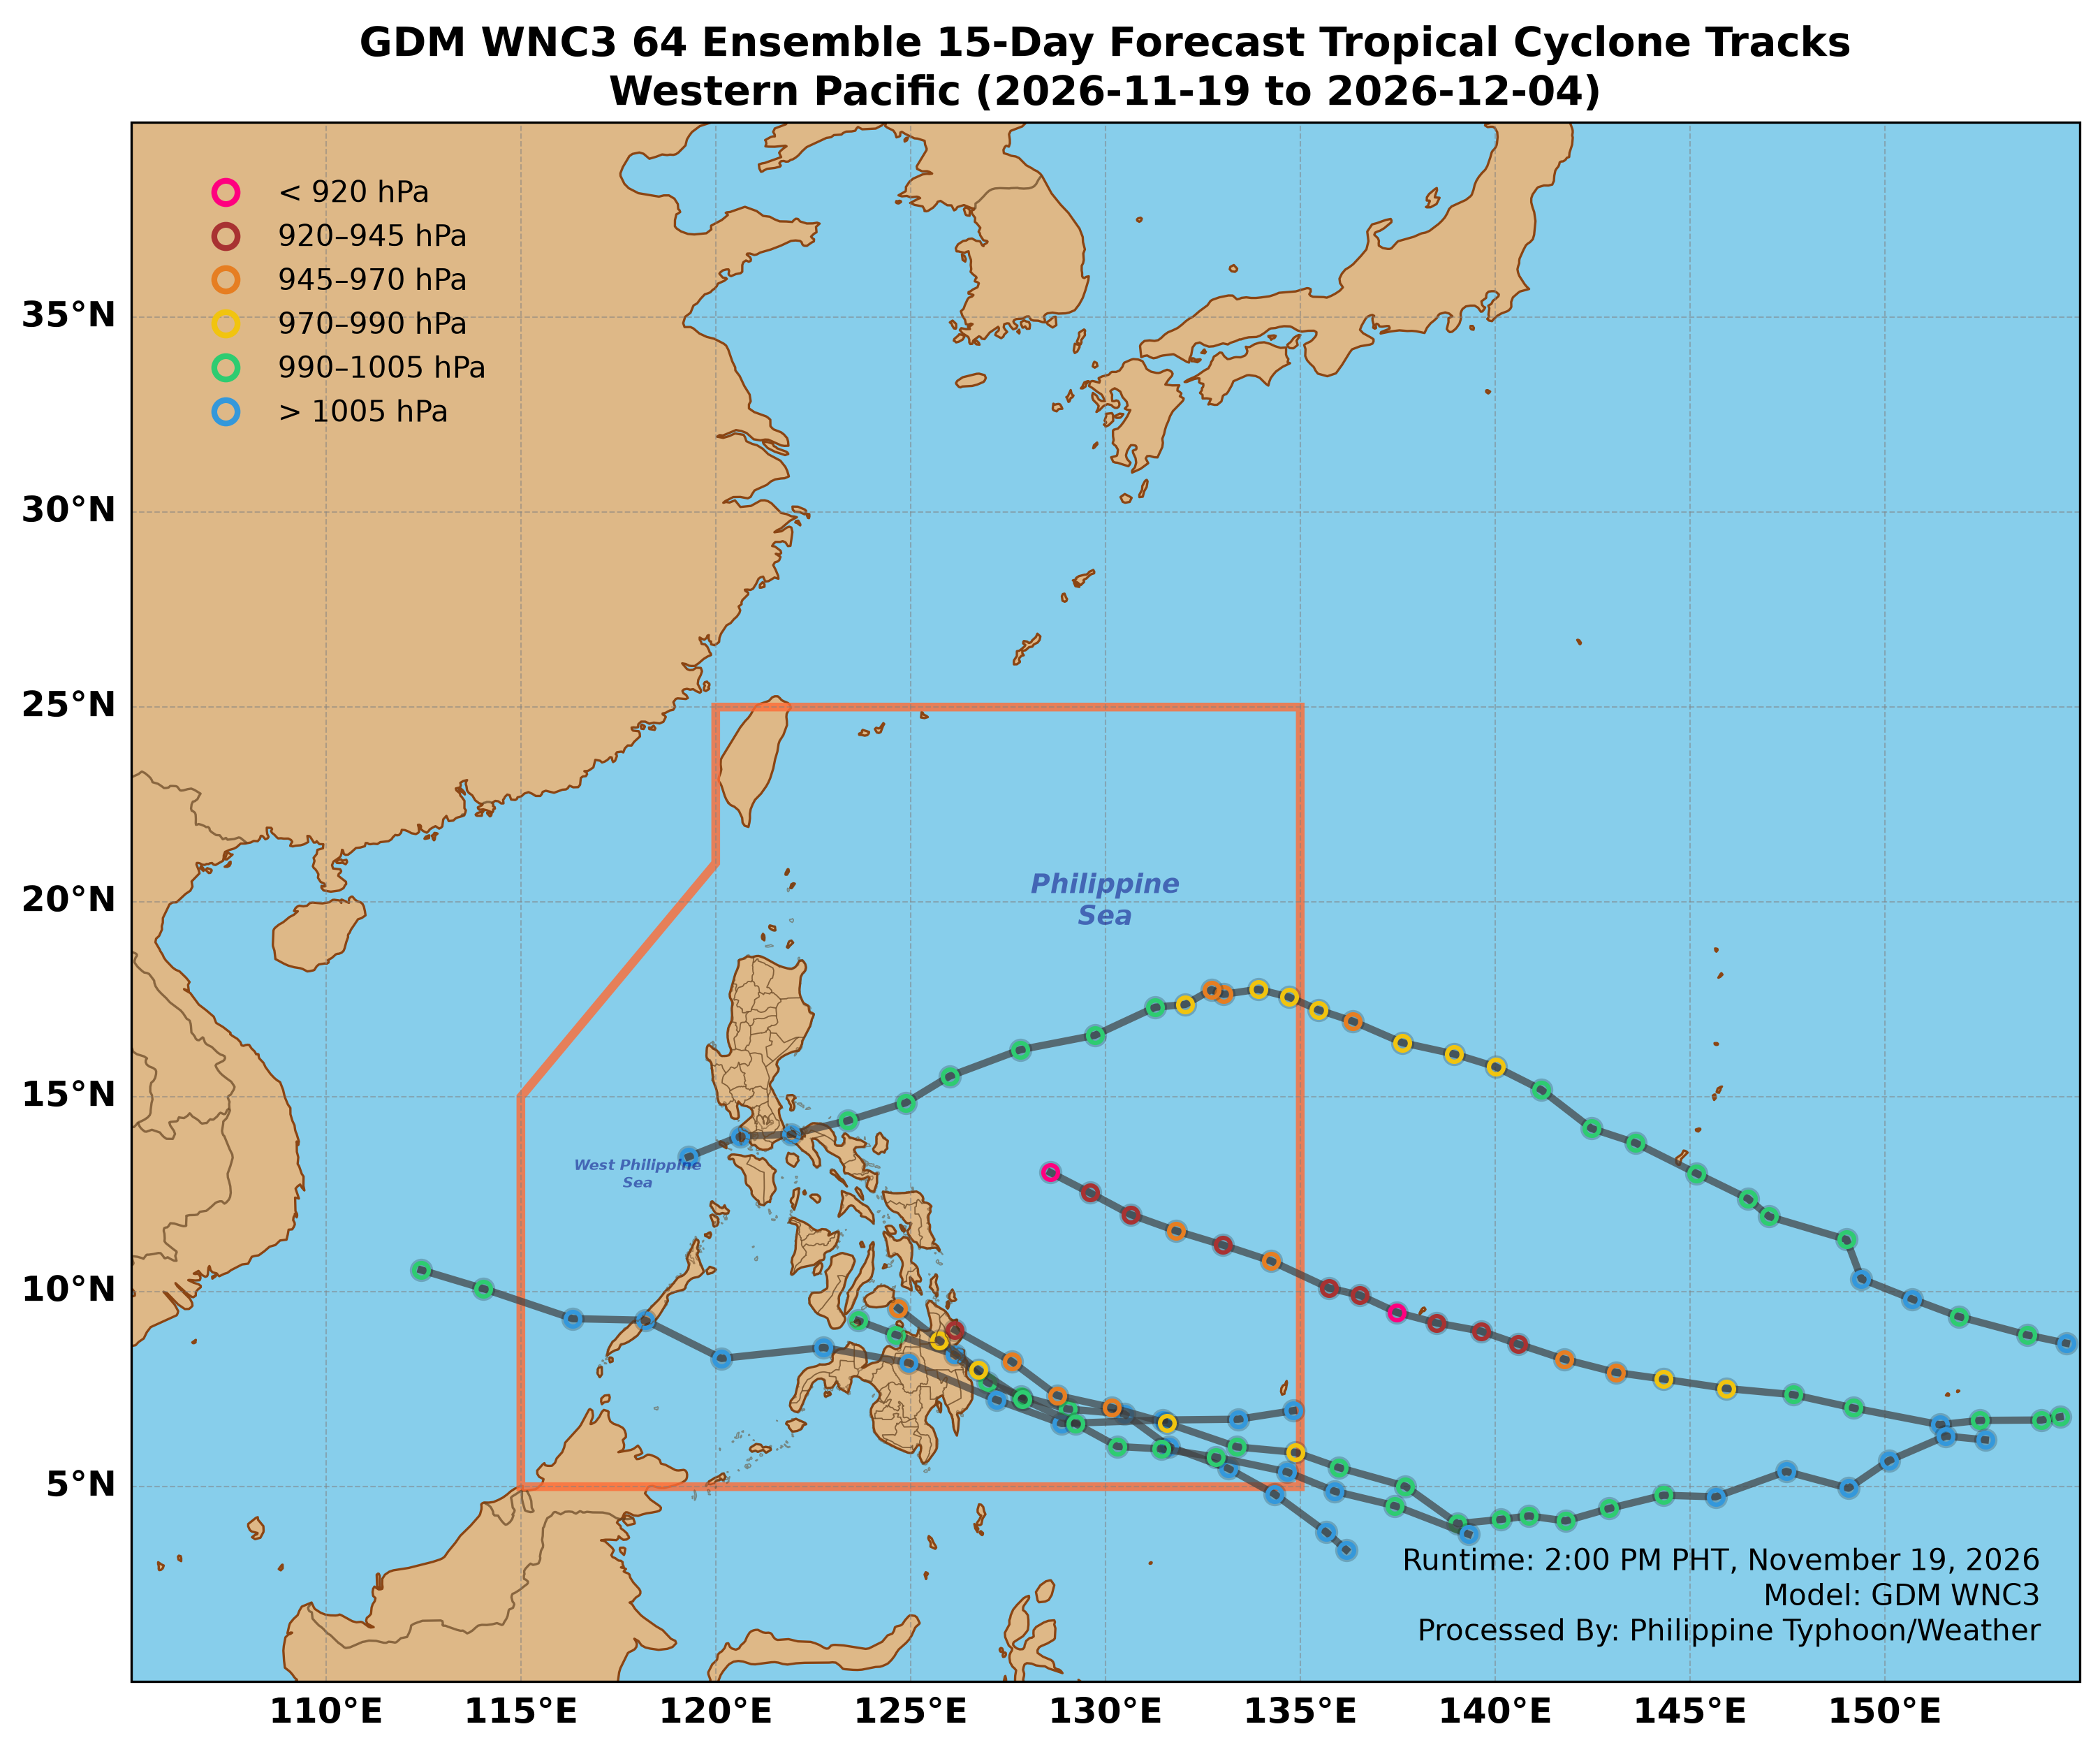 GDM WNC3 64 Ensemble 15-Day Forecast Tropical Cyclone Tracks
Western Pacific (2026-11-19 to 2026-12-04)
< 920 hPa
920–945 hPa
945–970 hPa
970–990 hPa
990–1005 hPa
> 1005 hPa
35°N
30°N
25°N
20°N
15°N
10°N
5°N
Philippine
Sea
West Philippine
Sea
Runtime: 2:00 PM PHT, November 19, 2026
Model: GDM WNC3
Processed By: Philippine Typhoon/Weather
110°E
115°E
120°E
125°E
130°E
135°E
140°E
145°E
150°E